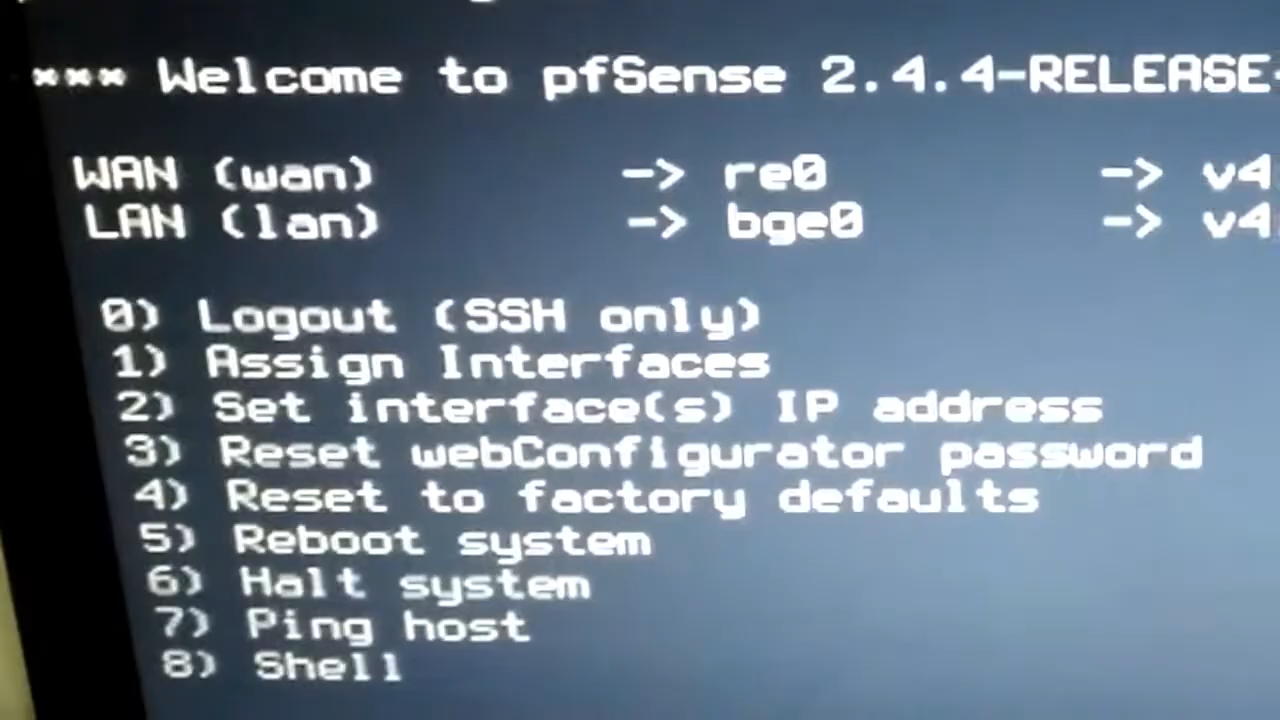 *** Welcome to pfSense 2.4.4-RELEASE-
WAN (wan) -> re0 -> v4
LAN (lan) -> bge0 -> v4
0) Logout (SSH only)
1) Assign Interfaces
2) Set interface(s) IP address
3) Reset webConfigurator password
4) Reset to factory defaults
5) Reboot system
6) Halt system
7) Ping host
8) Shell